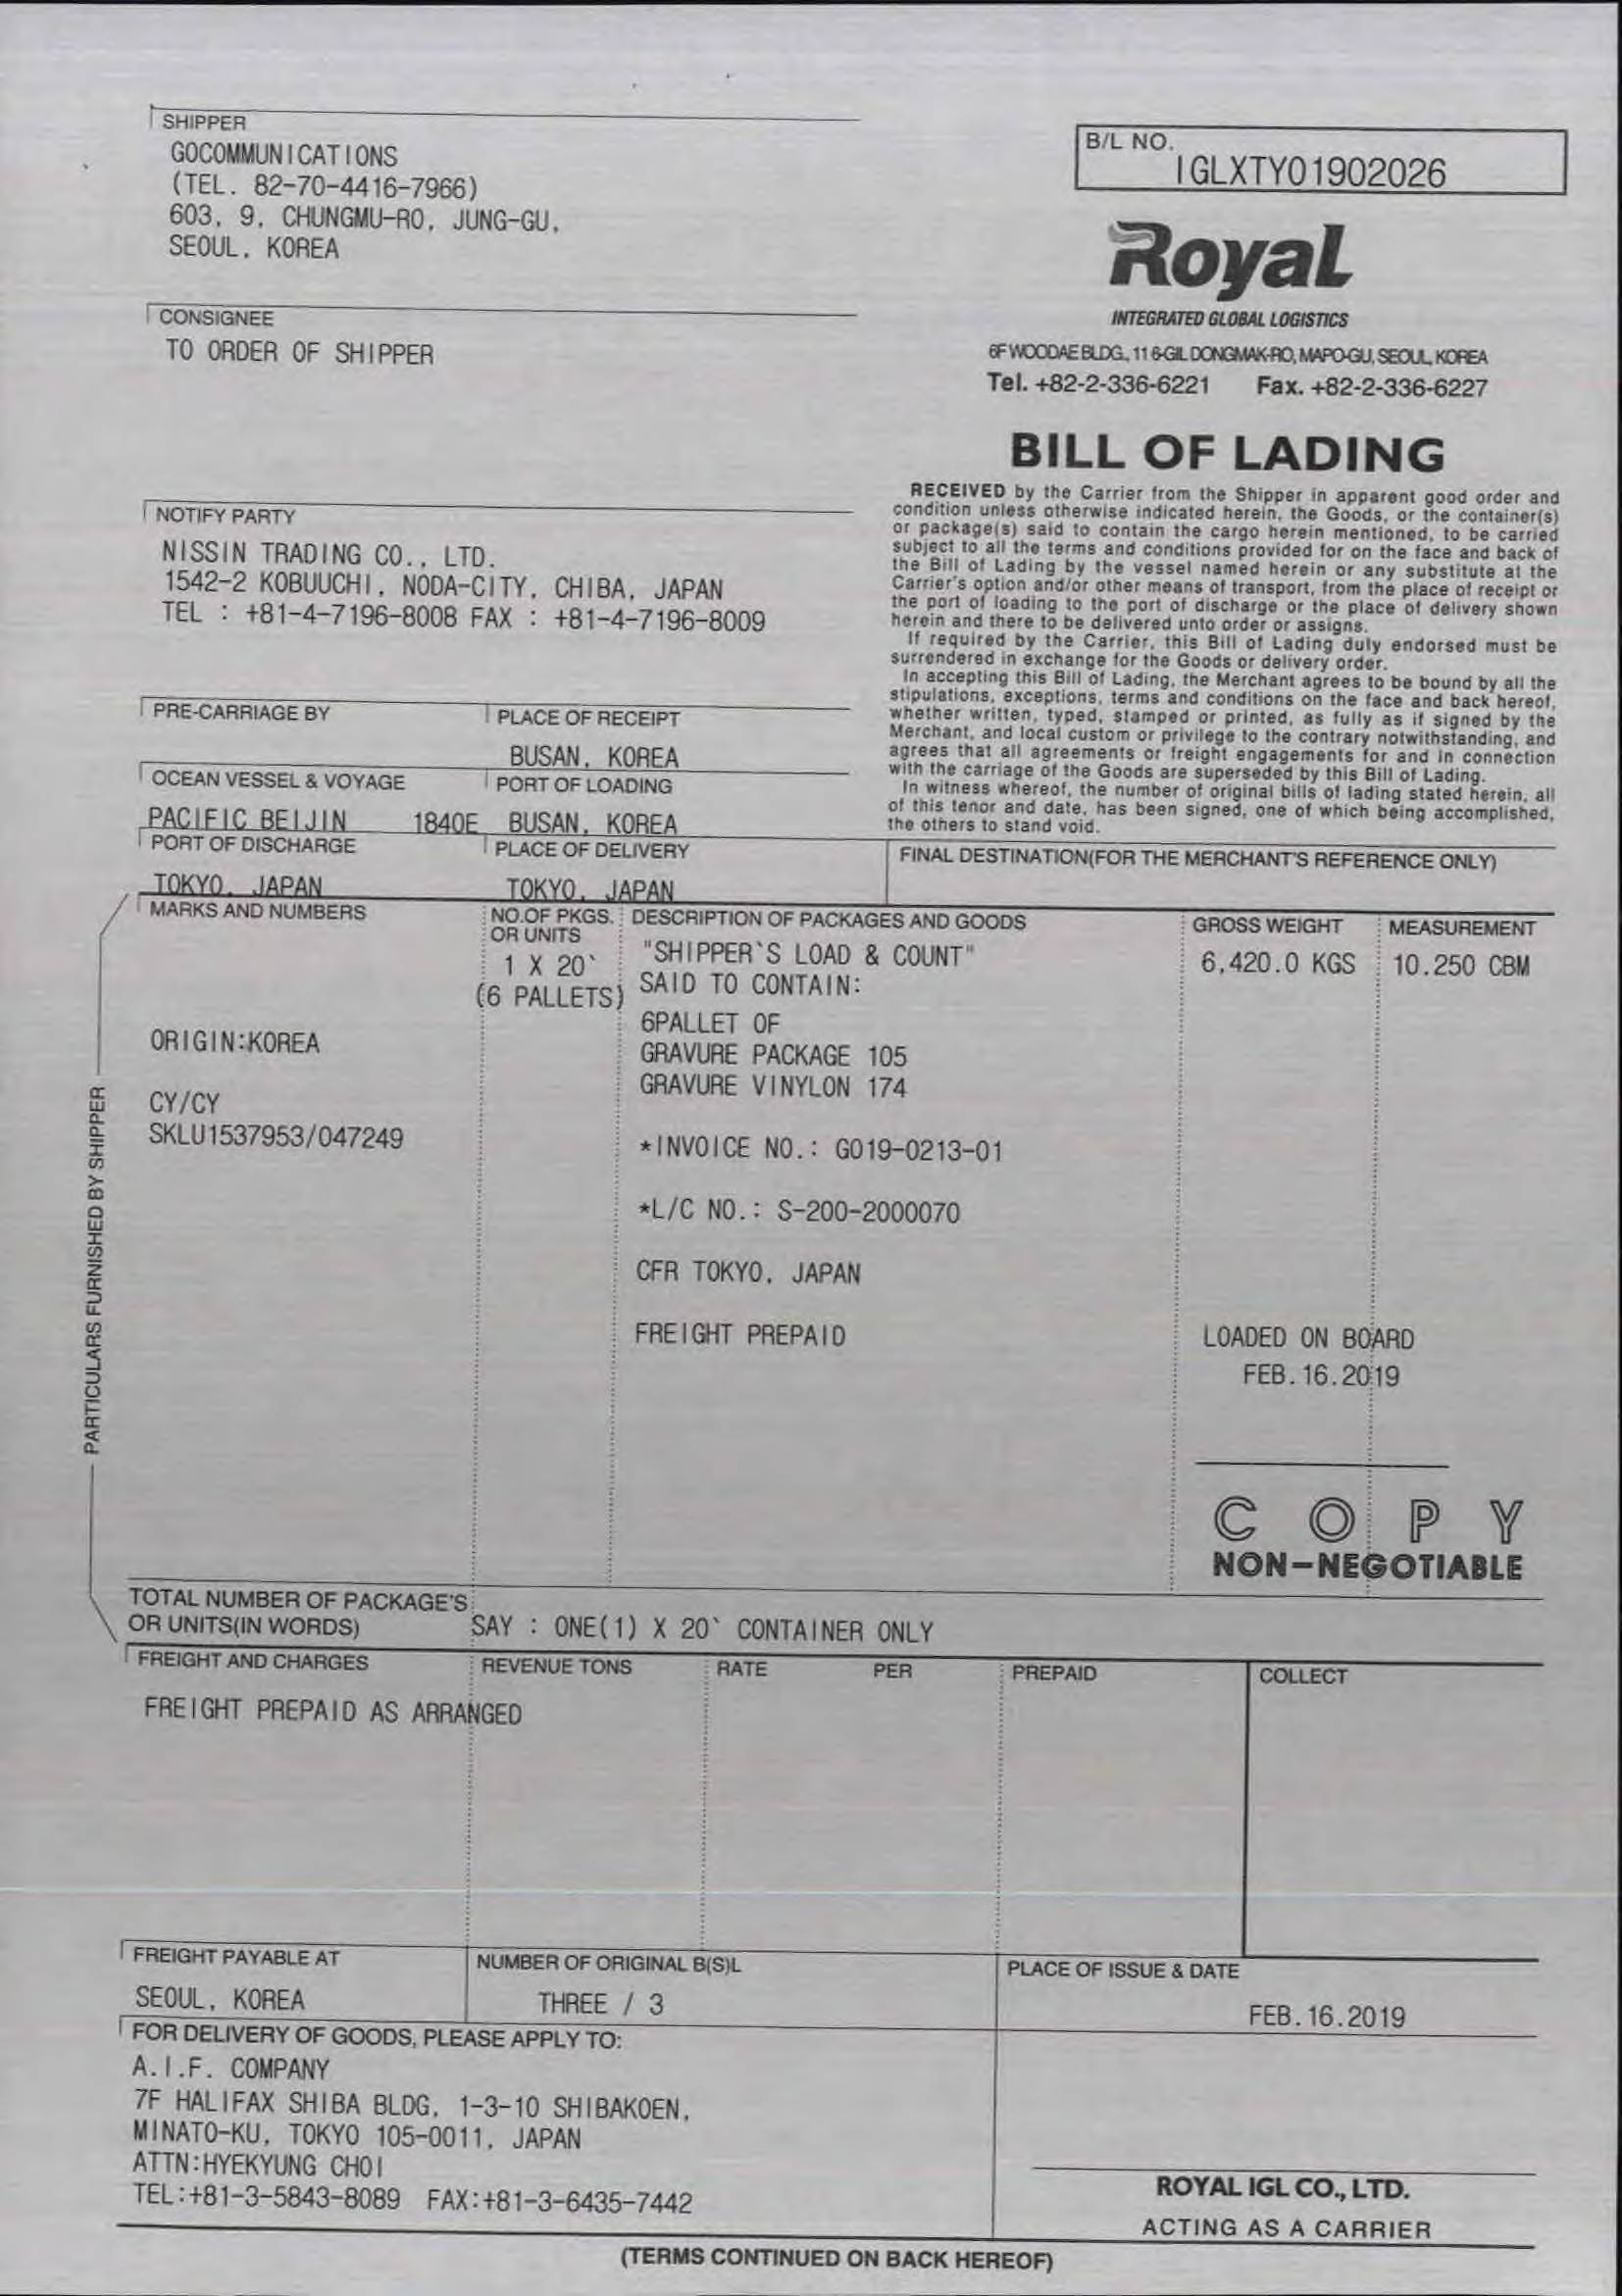 SHIPPER
GOCOMMUNICATIONS
(TEL. 82-70-4416-7966)
603, 9, CHUNGMU-RO, JUNG-GU,
SEOUL, KOREA
B/L NO.
IGLXTY01902026
Royal
INTEGRATED GLOBAL LOGISTICS
6F WOODAE BLDG., 11 6-GIL DONGMAK-RO, MAPO-GU, SEOUL, KOREA
Tel. +82-2-336-6221 Fax. +82-2-336-6227
CONSIGNEE
TO ORDER OF SHIPPER
BILL OF LADING
RECEIVED by the Carrier from the Shipper in apparent good order and
condition unless otherwise indicated herein, the Goods, or the container(s)
or package(s) said to contain the cargo herein mentioned, to be carried
subject to all the terms and conditions provided for on the face and back of
the Bill of Lading by the vessel named herein or any substitute at the
Carrier's option and/or other means of transport, from the place of receipt or
the port of loading to the port of discharge or the place of delivery shown
herein and there to be delivered unto order or assigns.
If required by the Carrier, this Bill of Lading duly endorsed must be
surrendered in exchange for the Goods or delivery order.
In accepting this Bill of Lading, the Merchant agrees to be bound by all the
stipulations, exceptions, terms and conditions on the face and back hereof,
whether written, typed, stamped or printed, as fully as if signed by the
Merchant, and local custom or privilege to the contrary notwithstanding, and
agrees that all agreements or freight engagements for and in connection
with the carriage of the Goods are superseded by this Bill of Lading.
In witness whereof, the number of original bills of lading stated herein, all
of this tenor and date, has been signed, one of which being accomplished,
the others to stand void.
NOTIFY PARTY
NISSIN TRADING CO., LTD.
1542-2 KOBUUCHI, NODA-CITY, CHIBA, JAPAN
TEL : +81-4-7196-8008 FAX : +81-4-7196-8009
PRE-CARRIAGE BY PLACE OF RECEIPT
BUSAN, KOREA
OCEAN VESSEL & VOYAGE PORT OF LOADING
PACIFIC BEIJIN 1840E BUSAN, KOREA
PORT OF DISCHARGE PLACE OF DELIVERY FINAL DESTINATION(FOR THE MERCHANT'S REFERENCE ONLY)
TOKYO, JAPAN TOKYO, JAPAN
MARKS AND NUMBERS NO.OF PKGS. DESCRIPTION OF PACKAGES AND GOODS GROSS WEIGHT MEASUREMENT
OR UNITS
1 X 20` "SHIPPER`S LOAD & COUNT" 6,420.0 KGS 10.250 CBM
(6 PALLETS) SAID TO CONTAIN:
6PALLET OF
ORIGIN:KOREA GRAVURE PACKAGE 105
GRAVURE VINYLON 174
CY/CY
SKLU1537953/047249 *INVOICE NO.: GO19-0213-01
*L/C NO.: S-200-2000070
CFR TOKYO, JAPAN
FREIGHT PREPAID LOADED ON BOARD
FEB.16.2019
PARTICULARS FURNISHED BY SHIPPER
COPY
NON-NEGOTIABLE
TOTAL NUMBER OF PACKAGE'S
OR UNITS(IN WORDS) SAY : ONE(1) X 20` CONTAINER ONLY
FREIGHT AND CHARGES REVENUE TONS RATE PER PREPAID COLLECT
FREIGHT PREPAID AS ARRANGED
FREIGHT PAYABLE AT NUMBER OF ORIGINAL B(S)L PLACE OF ISSUE & DATE
SEOUL, KOREA THREE / 3 FEB.16.2019
FOR DELIVERY OF GOODS, PLEASE APPLY TO:
A.I.F. COMPANY
7F HALIFAX SHIBA BLDG, 1-3-10 SHIBAKOEN,
MINATO-KU, TOKYO 105-0011, JAPAN
ATTN:HYEKYUNG CHOI
TEL:+81-3-5843-8089 FAX:+81-3-6435-7442
ROYAL IGL CO., LTD.
ACTING AS A CARRIER
(TERMS CONTINUED ON BACK HEREOF)